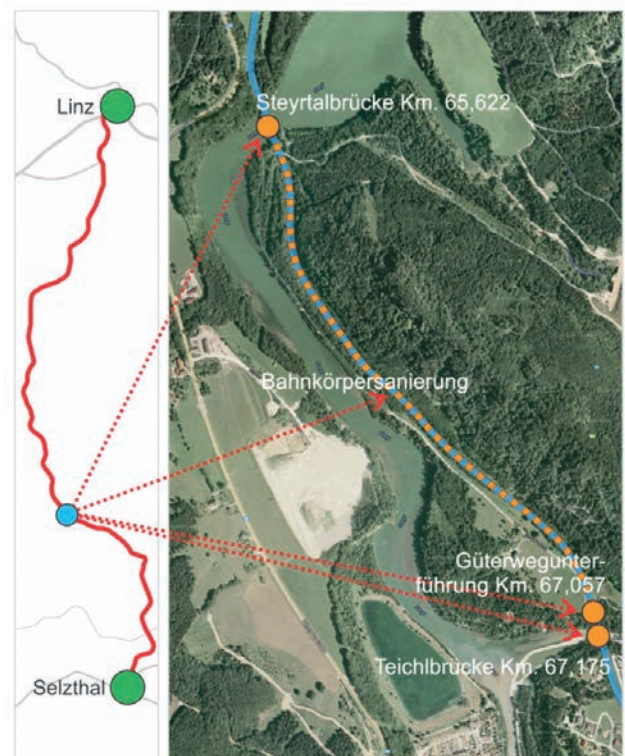 Linz
Steyrtalbrücke Km. 65,622
Bahnkörpersanierung
Güterwegunter-
führung Km. 67,057
Teichlbrücke Km. 67,175
Selzthal